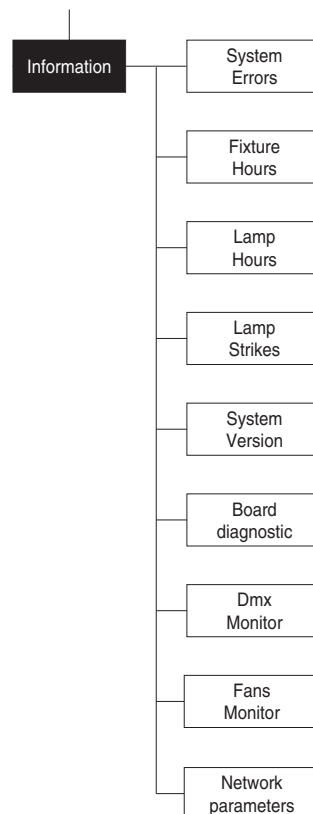 Information
System
Errors
Fixture
Hours
Lamp
Hours
Lamp
Strikes
System
Version
Board
diagnostic
Dmx
Monitor
Fans
Monitor
Network
parameters